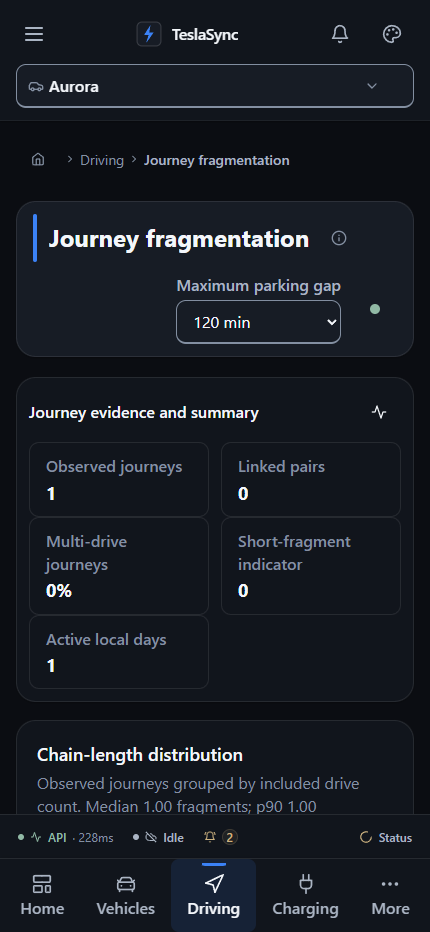 TeslaSync
Aurora
Driving
Journey fragmentation
Journey fragmentation
Maximum parking gap
120 min
Journey evidence and summary
Observed journeys
1
Linked pairs
0
Multi-drive
journeys
0%
Short-fragment
indicator
0
Active local days
1
Chain-length distribution
Observed journeys grouped by included drive
count. Median 1.00 fragments; p90 1.00
API · 228ms
Idle
2
Status
Home
Vehicles
Driving
Charging
More